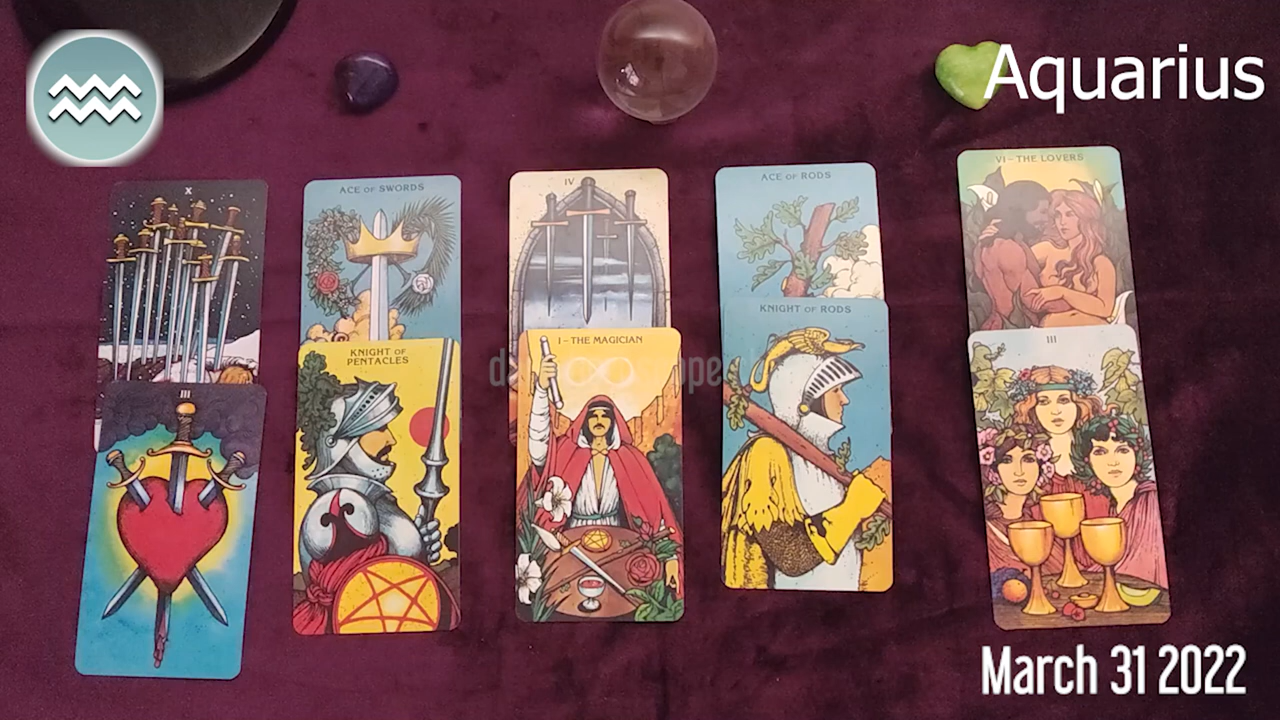 Aquarius
X
ACE OF SWORDS
IV
ACE OF RODS
VI – THE LOVERS
III
KNIGHT OF
PENTACLES
I – THE MAGICIAN
KNIGHT OF RODS
III
March 31 2022